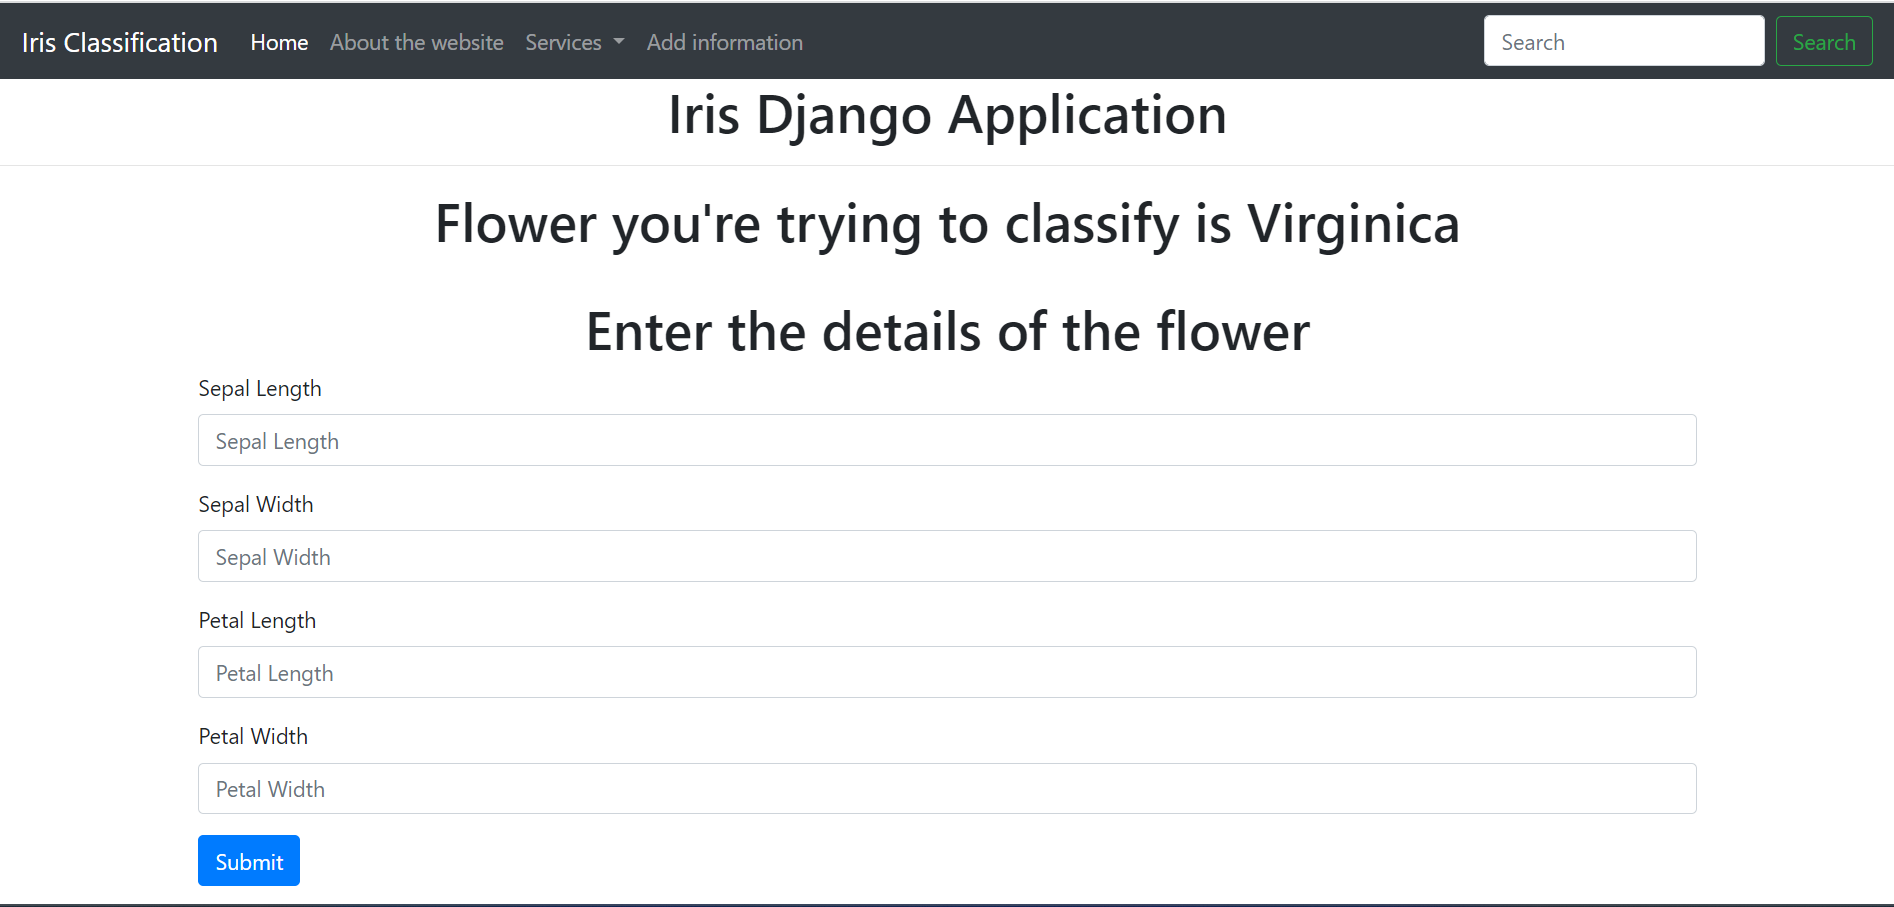 Iris Classification Home About the website Services Add information Search Search
Iris Django Application
Flower you're trying to classify is Virginica
Enter the details of the flower
Sepal Length
Sepal Length
Sepal Width
Sepal Width
Petal Length
Petal Length
Petal Width
Petal Width
Submit